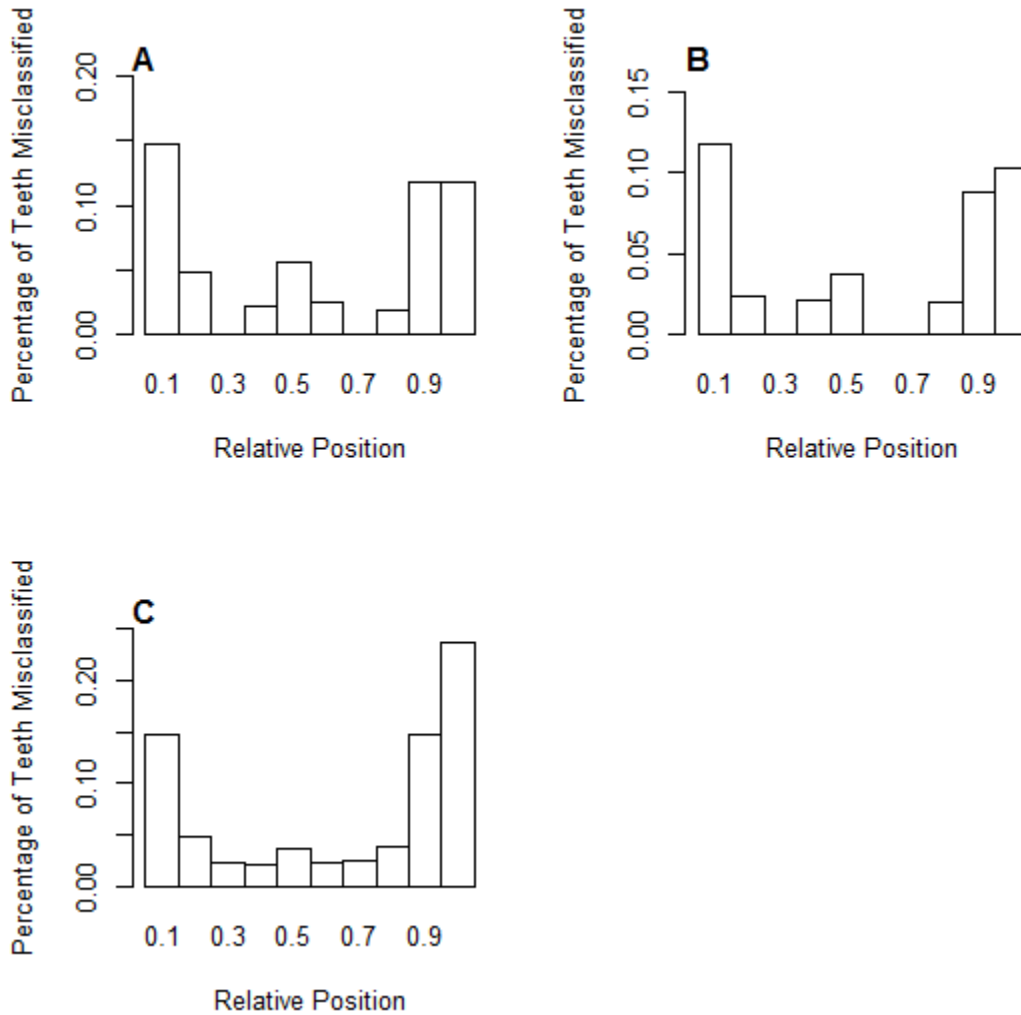 A
Percentage of Teeth Misclassified
0.20
0.10
0.00
0.1 0.3 0.5 0.7 0.9
Relative Position
B
Percentage of Teeth Misclassified
0.15
0.10
0.05
0.00
0.1 0.3 0.5 0.7 0.9
Relative Position
C
Percentage of Teeth Misclassified
0.20
0.10
0.00
0.1 0.3 0.5 0.7 0.9
Relative Position